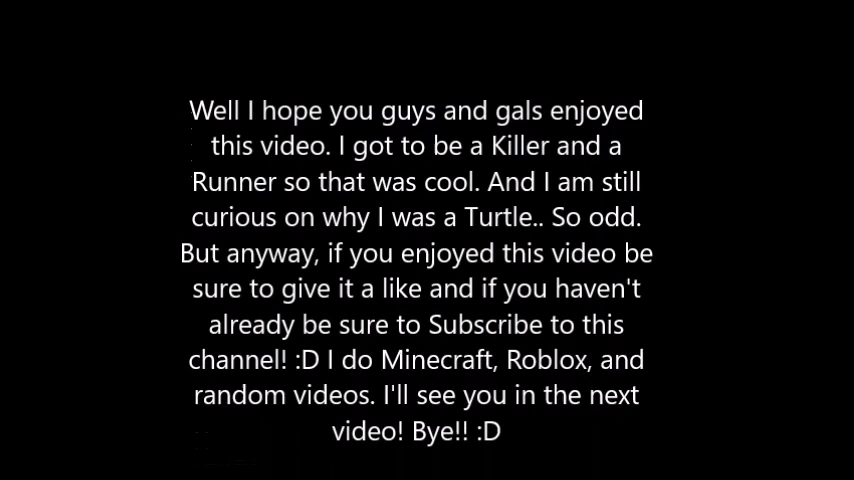 Well I hope you guys and gals enjoyed
this video. I got to be a Killer and a
Runner so that was cool. And I am still
curious on why I was a Turtle.. So odd.
But anyway, if you enjoyed this video be
sure to give it a like and if you haven't
already be sure to Subscribe to this
channel! :D I do Minecraft, Roblox, and
random videos. I'll see you in the next
video! Bye!! :D